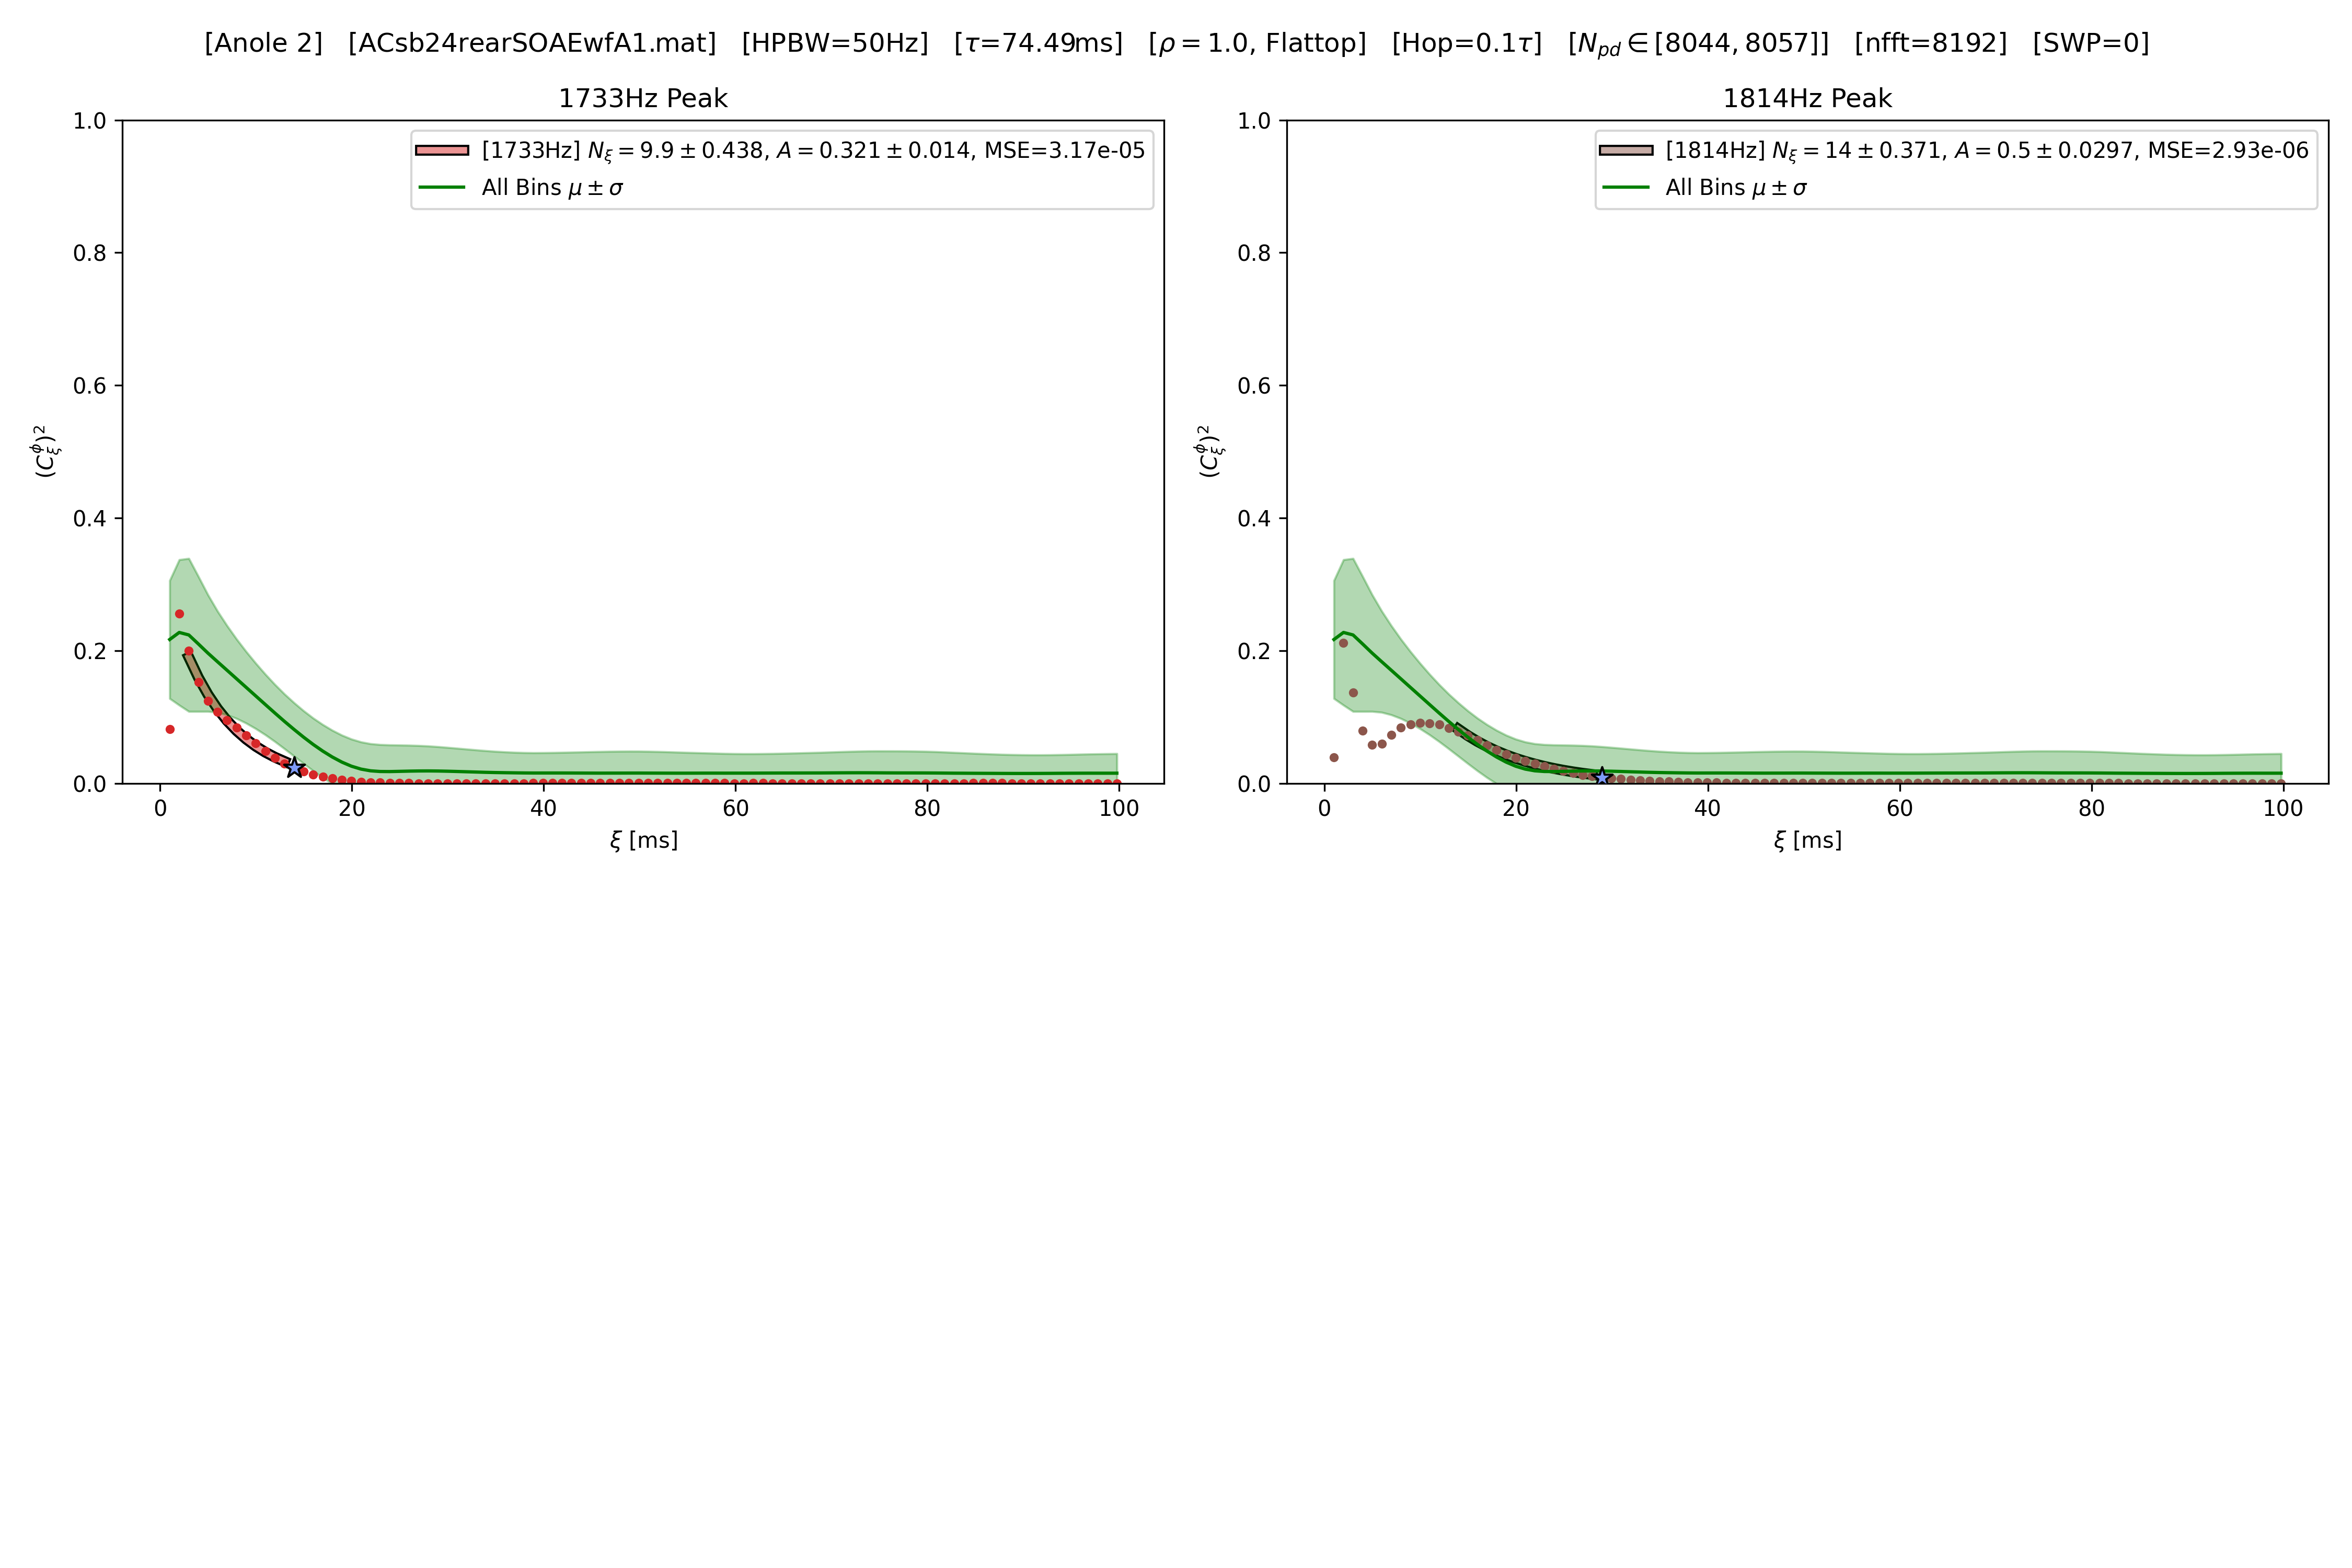 [Anole 2] [ACsb24rearSOAEwfA1.mat] [HPBW=50Hz] [τ=74.49ms] [ρ = 1.0, Flattop] [Hop=0.1τ] [N_pd ∈ [8044, 8057]] [nfft=8192] [SWP=0]
1733Hz Peak
[1733Hz] N_ξ = 9.9 ± 0.438, A = 0.321 ± 0.014, MSE=3.17e-05
All Bins μ ± σ
1.0
0.8
0.6
0.4
0.2
0.0
(C_ξ^ϕ)^2
0 20 40 60 80 100
ξ [ms]
1814Hz Peak
[1814Hz] N_ξ = 14 ± 0.371, A = 0.5 ± 0.0297, MSE=2.93e-06
All Bins μ ± σ
1.0
0.8
0.6
0.4
0.2
0.0
(C_ξ^ϕ)^2
0 20 40 60 80 100
ξ [ms]